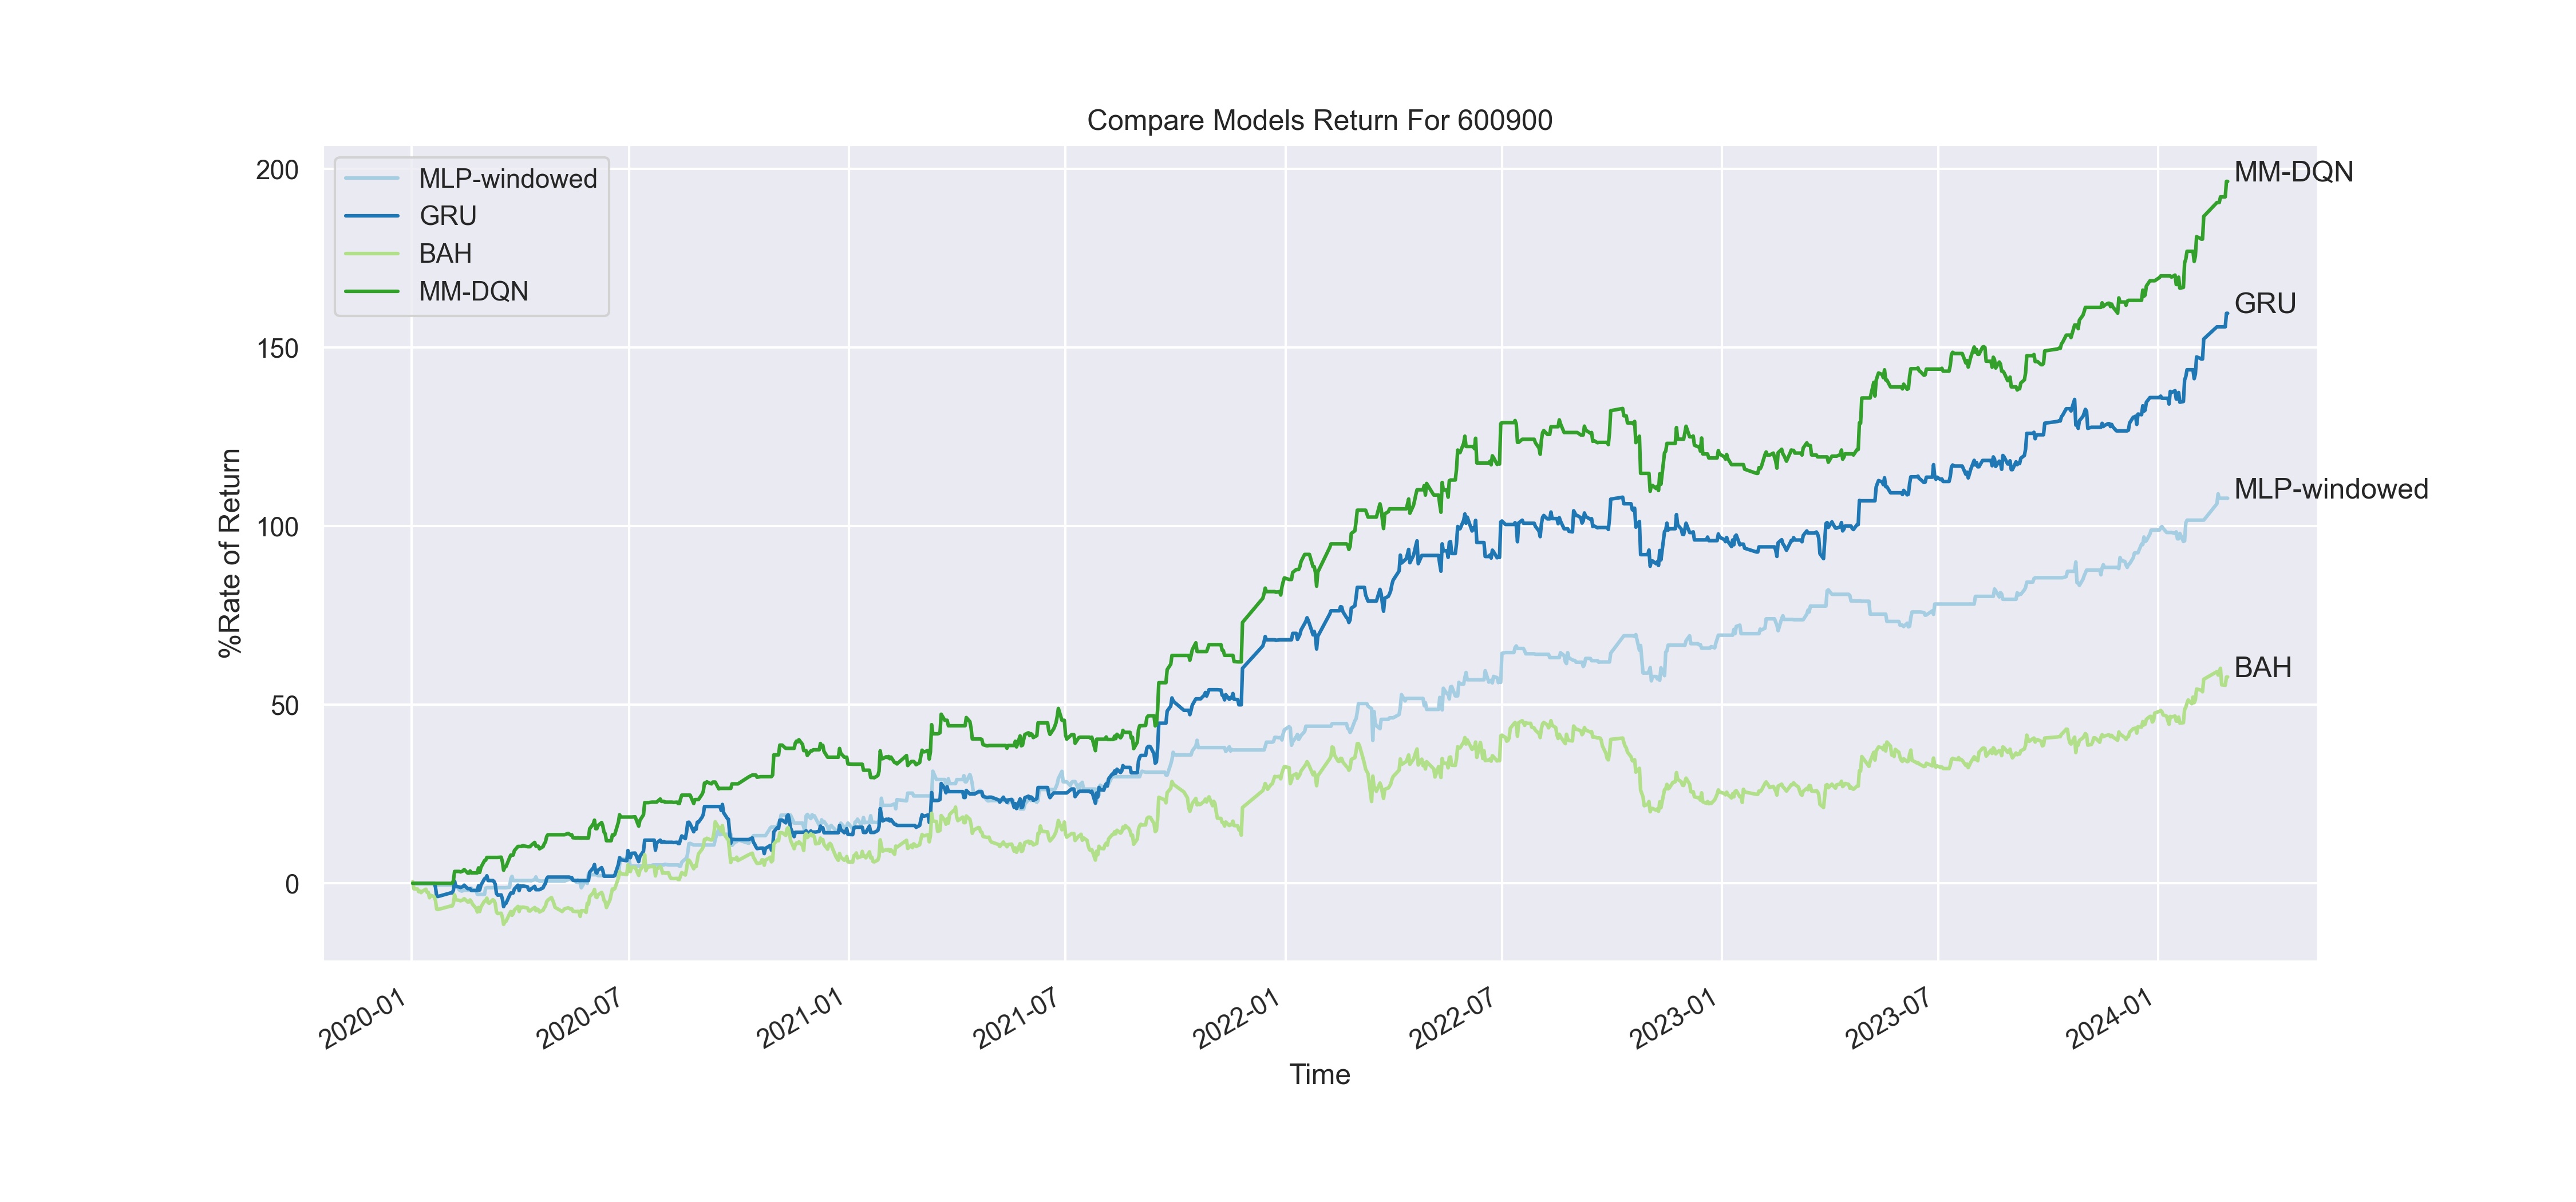 Compare Models Return For 600900
200
150
100
50
0
%Rate of Return
MLP-windowed
GRU
BAH
MM-DQN
MM-DQN
GRU
MLP-windowed
BAH
2020-01
2020-07
2021-01
2021-07
2022-01
2022-07
2023-01
2023-07
2024-01
Time